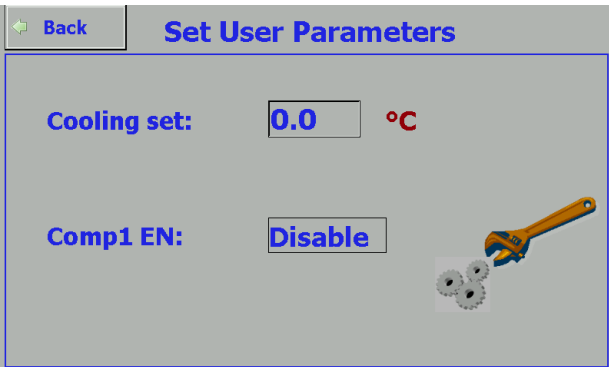 Back
Set User Parameters
Cooling set: 0.0 °C
Comp1 EN: Disable